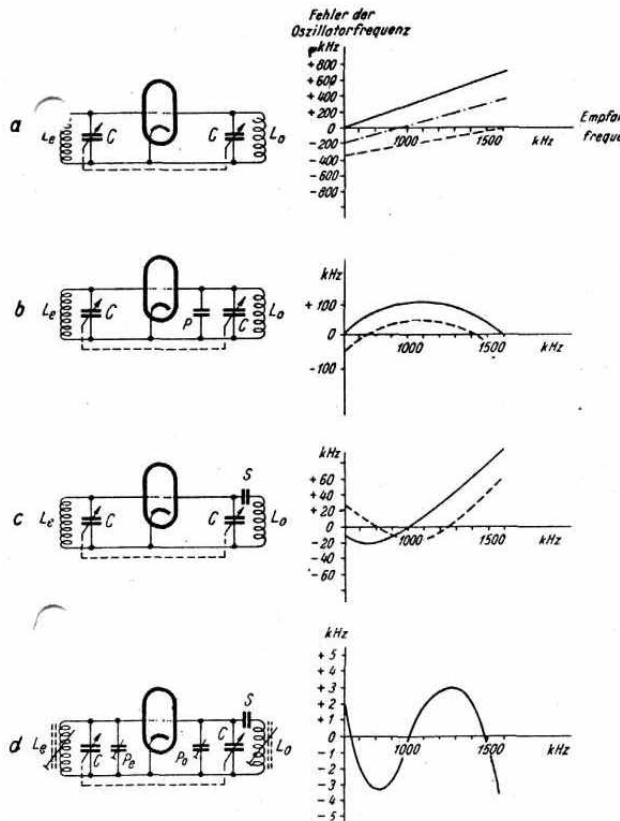 Fehler der
Oszillatorfrequenz
kHz
+800
+600
+400
+200
0
-200
-400
-600
-800
1000
1500
kHz
a
Le
C
C
Lo
kHz
+100
0
-100
1000
1500
kHz
b
Le
C
P
C
Lo
kHz
+60
+40
+20
0
-20
-40
-60
1000
1500
kHz
c
Le
C
C
S
Lo
kHz
+5
+4
+3
+2
+1
0
-1
-2
-3
-4
-5
1000
1500
kHz
d
Le
C
Pe
Po
C
S
Lo